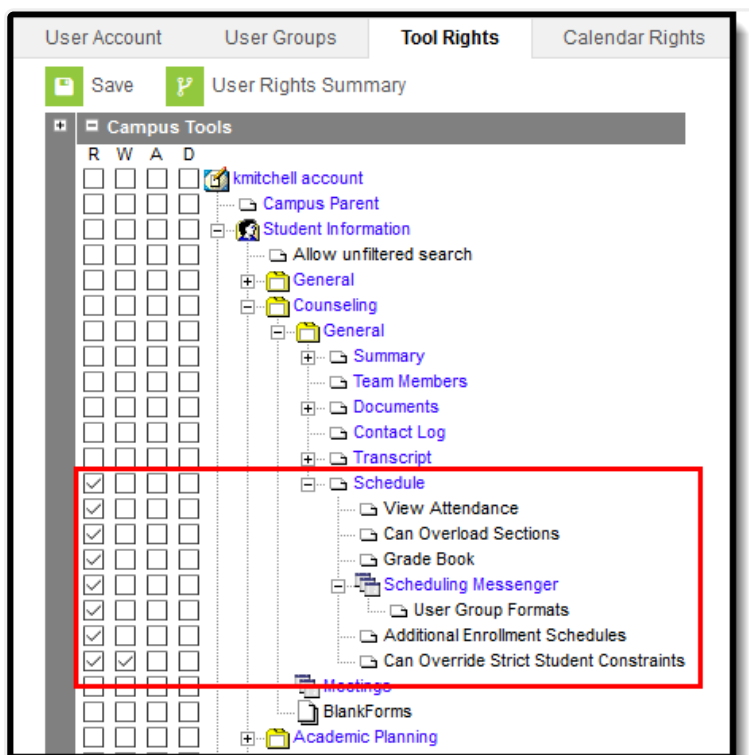 User Account User Groups Tool Rights Calendar Rights
Save User Rights Summary
Campus Tools
R W A D
kmitchell account
Campus Parent
Student Information
Allow unfiltered search
General
Counseling
General
Summary
Team Members
Documents
Contact Log
Transcript
Schedule
View Attendance
Can Overload Sections
Grade Book
Scheduling Messenger
User Group Formats
Additional Enrollment Schedules
Can Override Strict Student Constraints
Meetings
BlankForms
Academic Planning